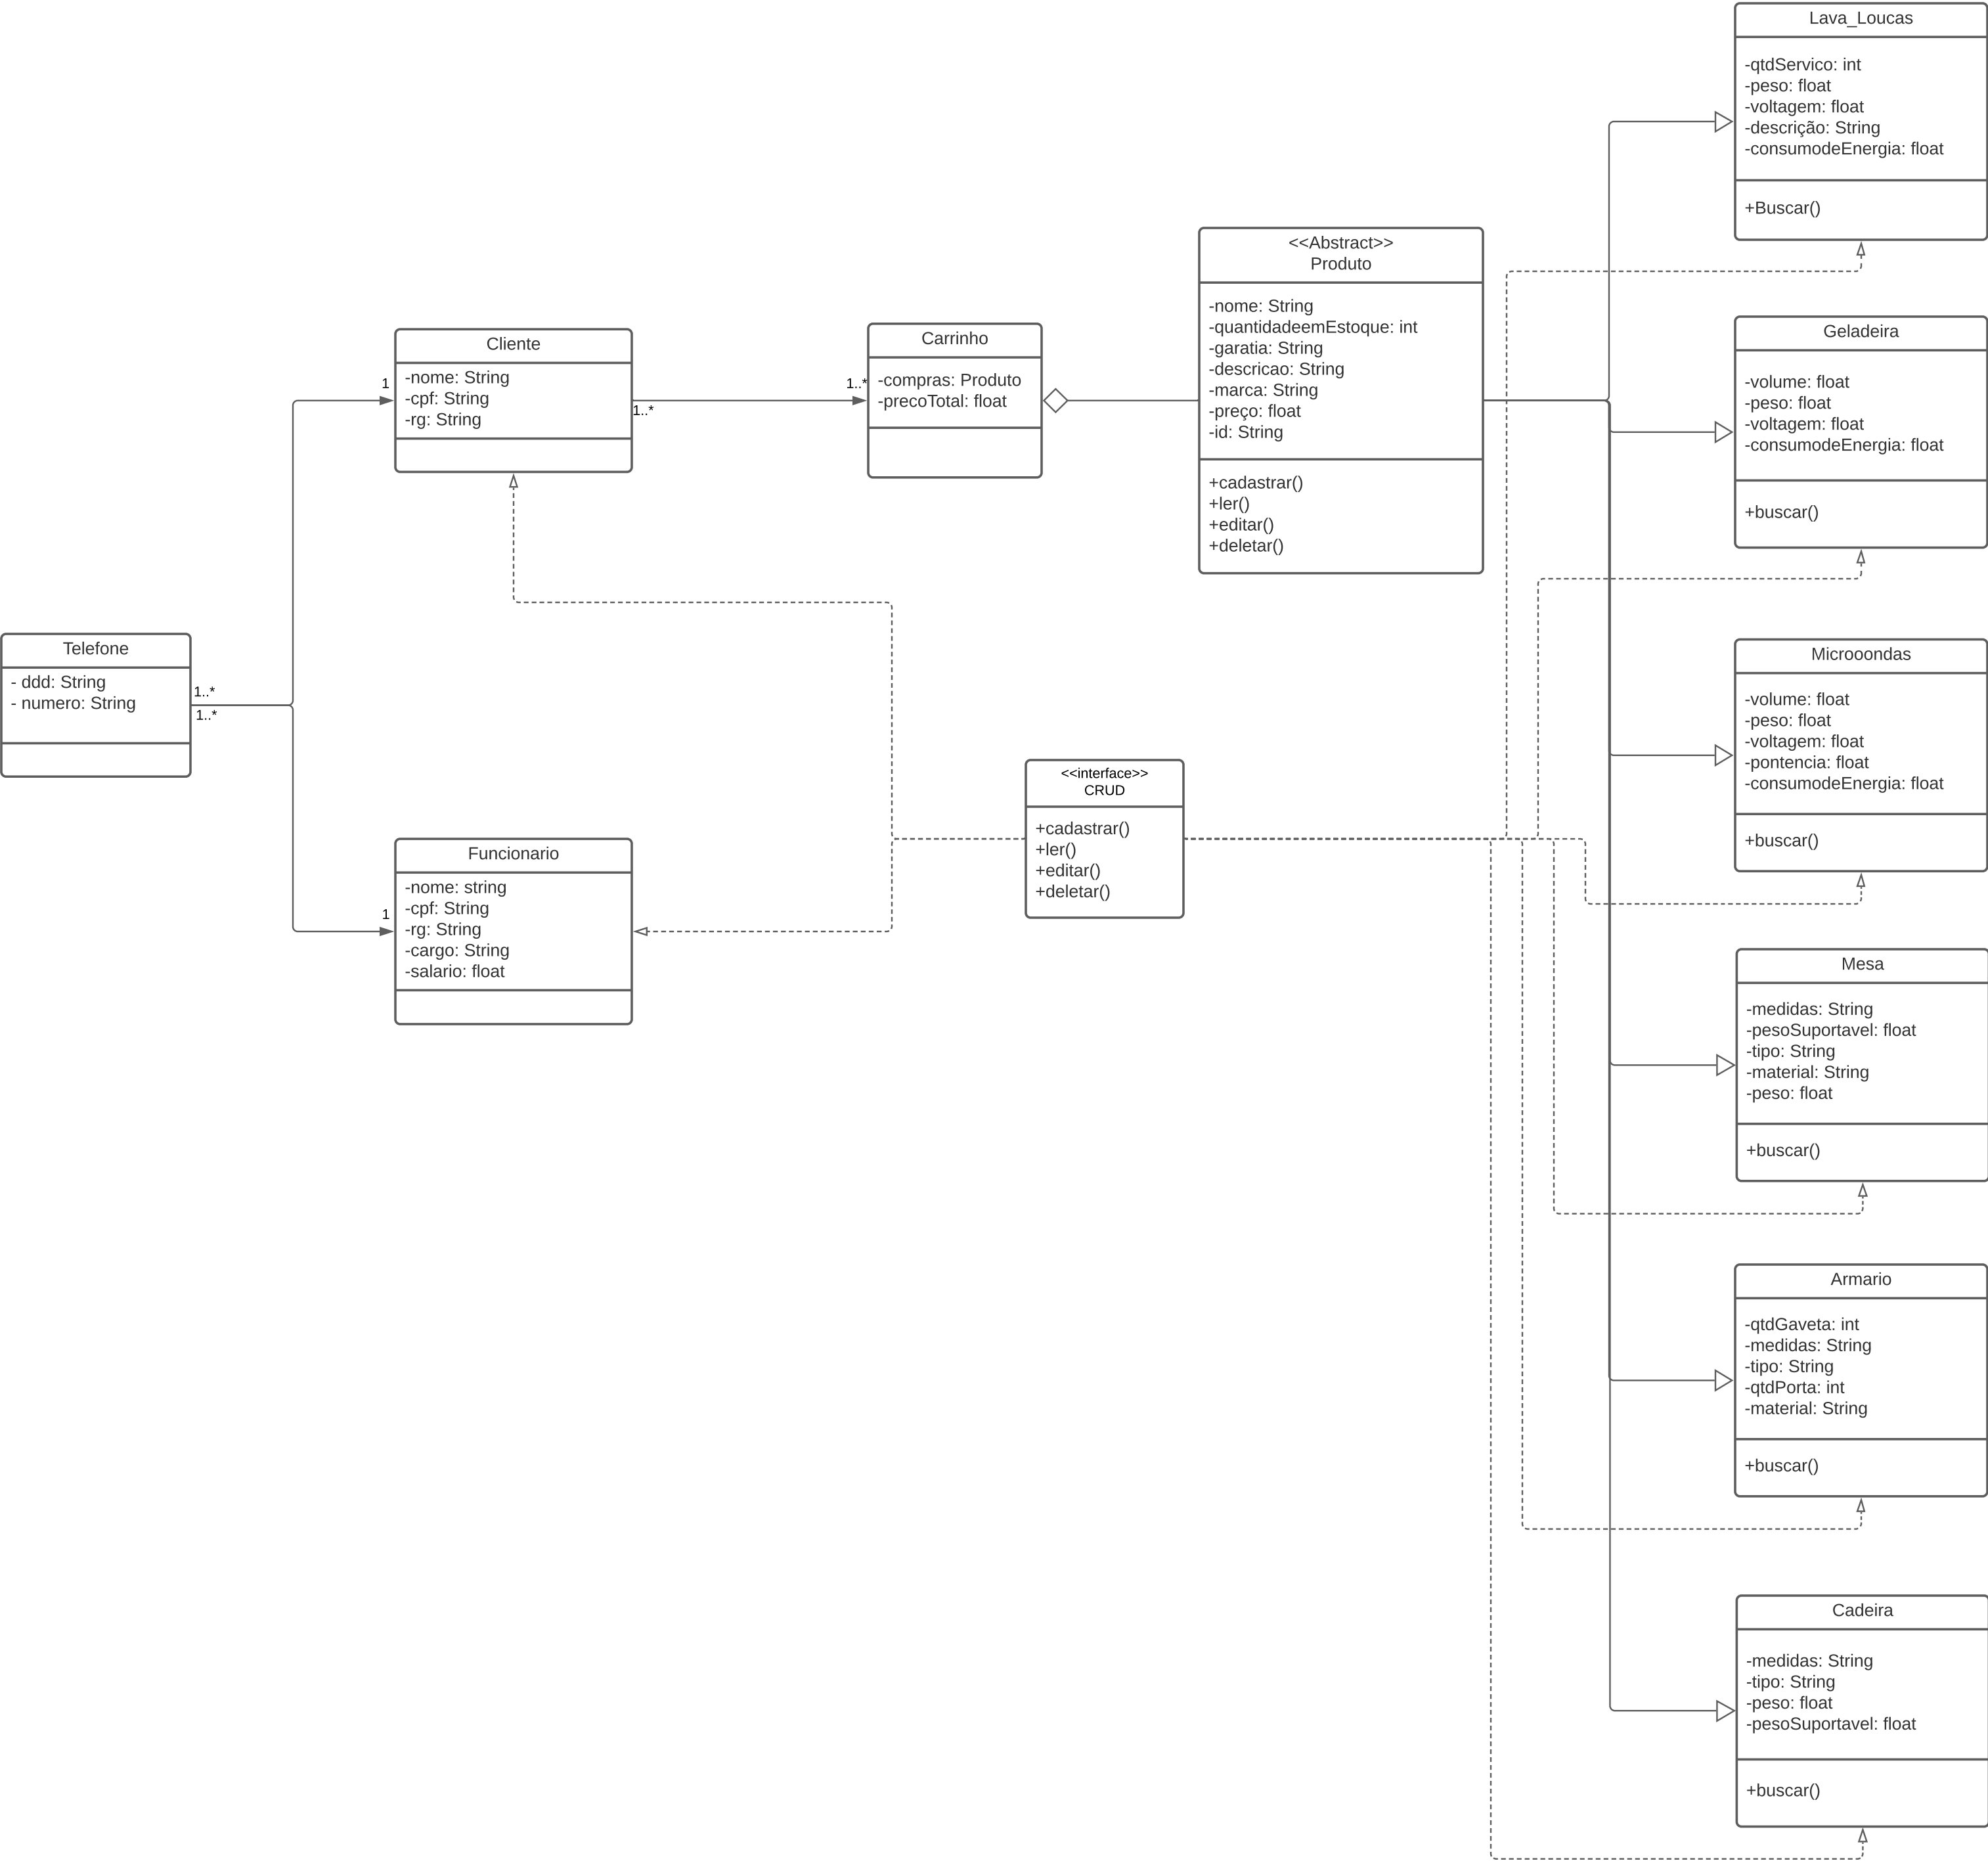 Lava_Loucas
-qtdServico: int
-peso: float
-voltagem: float
-descrição: String
-consumodeEnergia: float
+Buscar()
<<Abstract>>
Produto
-nome: String
-quantidadeemEstoque: int
-garatia: String
-descricao: String
-marca: String
-preço: float
-id: String
+cadastrar()
+ler()
+editar()
+deletar()
Geladeira
-volume: float
-peso: float
-voltagem: float
-consumodeEnergia: float
+buscar()
Cliente
-nome: String
-cpf: String
-rg: String
1
1..*
Carrinho
-compras: Produto
-precoTotal: float
1..*
Telefone
- ddd: String
- numero: String
1..*
1..*
Microoondas
-volume: float
-peso: float
-voltagem: float
-pontencia: float
-consumodeEnergia: float
+buscar()
<<interface>>
CRUD
+cadastrar()
+ler()
+editar()
+deletar()
Funcionario
-nome: string
-cpf: String
-rg: String
-cargo: String
-salario: float
1
Mesa
-medidas: String
-pesoSuportavel: float
-tipo: String
-material: String
-peso: float
+buscar()
Armario
-qtdGaveta: int
-medidas: String
-tipo: String
-qtdPorta: int
-material: String
+buscar()
Cadeira
-medidas: String
-tipo: String
-peso: float
-pesoSuportavel: float
+buscar()